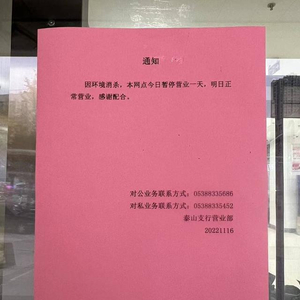 通知
因环境消杀，本网点今日暂停营业一天，明日正
常营业，感谢配合。
对公业务联系方式：05388335686
对私业务联系方式：05388335452
泰山支行营业部
20221116